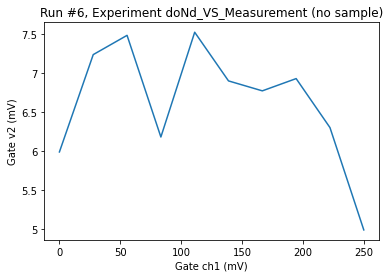 Run #6, Experiment doNd_VS_Measurement (no sample)
7.5
7
6.5
6
5.5
5
Gate v2 (mV)
0 50 100 150 200 250
Gate ch1 (mV)